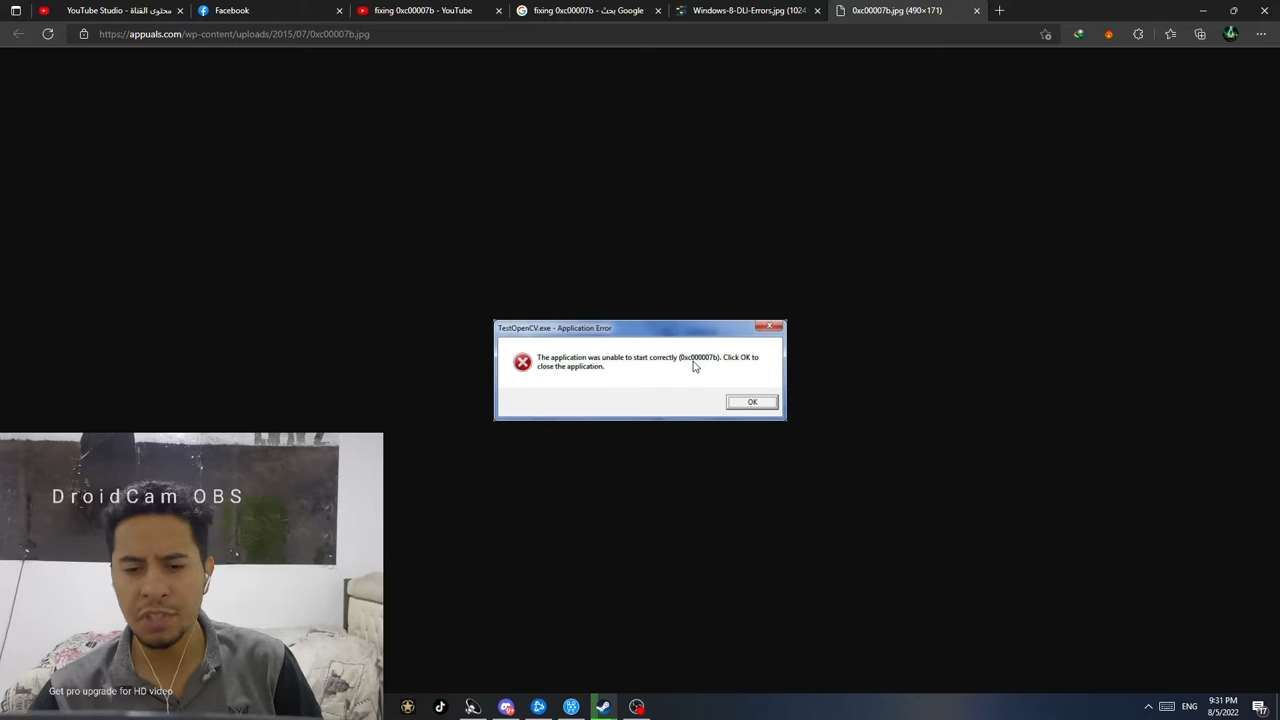 YouTube Studio - محتوى القناة
Facebook
fixing 0xc00007b - YouTube
fixing 0xc00007b - بحث Google
Windows-8-DLI-Errors.jpg (
0xc00007b.jpg (490×171)
https://appuals.com/wp-content/uploads/2015/07/0xc00007b.jpg
TestOpenCV.exe - Application Error
The application was unable to start correctly (0xc000007b). Click OK to
close the application.
OK
DroidCam OBS
Get pro upgrade for HD video
ENG
9:31 PM
8/5/2022